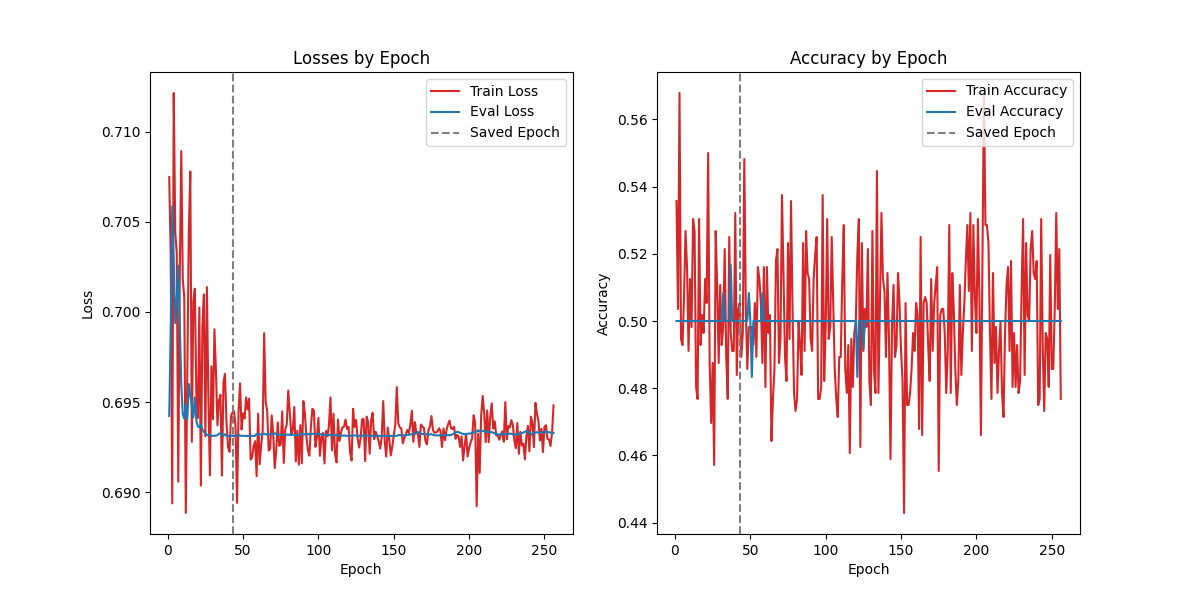 Losses by Epoch
Train Loss
Eval Loss
Saved Epoch
0.710
0.705
0.700
0.695
0.690
Loss
0
50
100
150
200
250
Epoch
Accuracy by Epoch
Train Accuracy
Eval Accuracy
Saved Epoch
0.56
0.54
0.52
0.50
0.48
0.46
0.44
Accuracy
0
50
100
150
200
250
Epoch